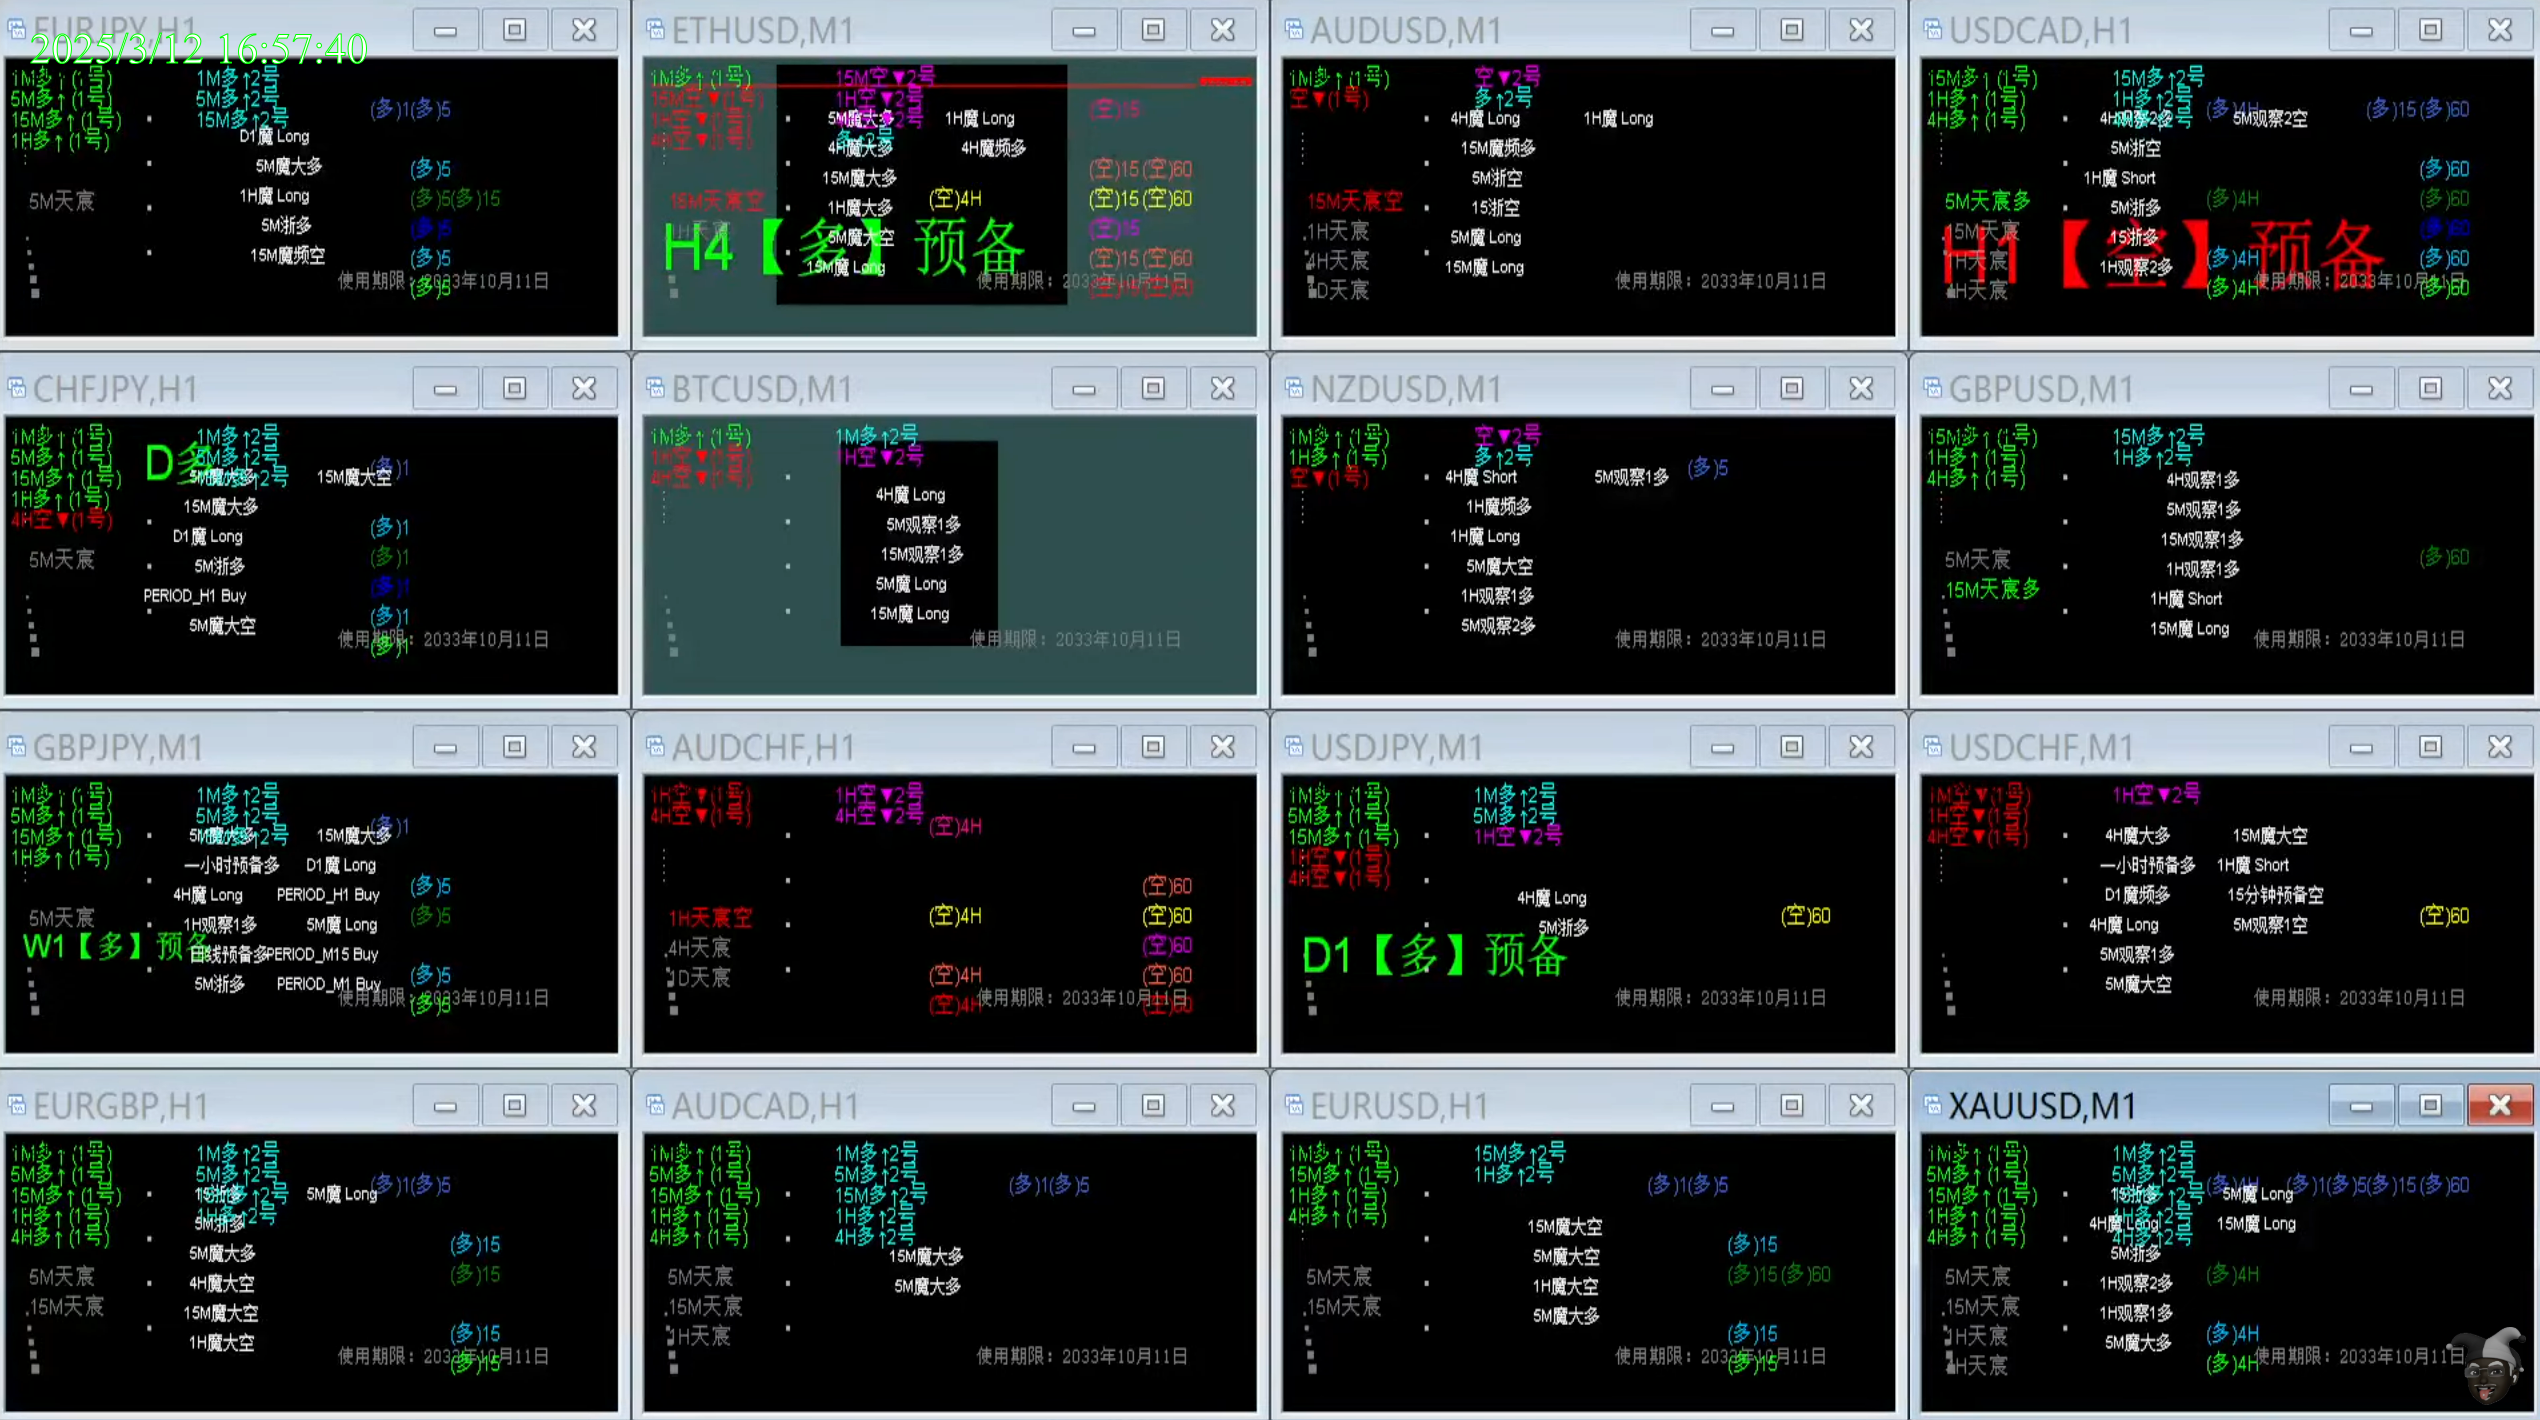 EURJPY,H1
2025/3/12 16:57:40
1M多↑(1号)
1M多↑2号
5M多↑(1号)
5M多↑2号
(多)1(多)5
15M多↑(1号)
15M多↑2号
1H多↑(1号)
D1魔 Long
5M魔大多
(多)5
5M天宸
1H魔 Long
(多)5(多)15
5M浙多
(多)5
15M魔频空
(多)5
使用期限：2033年10月11日
(多)5
ETHUSD,M1
1M多↑(1号)
15M空▼2号
15M空▼(1号)
1H空▼2号
(空)15
1H空▼(1号)
5M魔大多
1H魔 Long
4H空▼(1号)
多↑2号
4H魔大多
4H魔频多
(空)15(空)60
15M魔大多
15M天宸空
1H魔大多
(空)4H
(空)15(空)60
1H天宸
5M魔大空
(空)15
H4【多】预备
15M魔 Long
(空)15(空)60
使用期限：2033年10月11日
AUDUSD,M1
1M多↑(1号)
空▼2号
空▼(1号)
多↑2号
4H魔 Long
1H魔 Long
15M魔频多
5M浙空
15M天宸空
15浙空
1H天宸
5M魔 Long
4H天宸
15M魔 Long
1D天宸
使用期限：2033年10月11日
USDCAD,H1
15M多↑(1号)
15M多↑2号
1H多↑(1号)
1H多↑2号
(多)4H
(多)15(多)60
4H多↑(1号)
4H观察2多
5M观察2空
5M浙空
(多)60
1H魔 Short
5M天宸多
5M浙多
(多)4H
(多)60
15M天宸
15浙多
(多)60
H1【空】预备
1H天宸
1H观察2多
(多)4H
(多)60
4H天宸
(多)4H
使用期限：2033年10月11日
(多)60
CHFJPY,H1
1M多↑(1号)
1M多↑2号
5M多↑(1号)
D多
5M多↑2号
(多)1
15M多↑(1号)
5M魔大多
15M魔大空
1H多↑(1号)
15M魔大多
4H空▼(1号)
D1魔 Long
(多)1
5M天宸
5M浙多
(多)1
PERIOD_H1 Buy
(多)1
5M魔大空
(多)1
使用期限：2033年10月11日
(多)1
BTCUSD,M1
1M多↑(1号)
1M多↑2号
1H空▼(1号)
1H空▼2号
4H空▼(1号)
4H魔 Long
5M观察1多
15M观察1多
5M魔 Long
15M魔 Long
使用期限：2033年10月11日
NZDUSD,M1
1M多↑(1号)
空▼2号
1H多↑(1号)
多↑2号
(多)5
空▼(1号)
4H魔 Short
5M观察1多
1H魔频多
1H魔 Long
5M魔大空
1H观察1多
5M观察2多
使用期限：2033年10月11日
GBPUSD,M1
15M多↑(1号)
15M多↑2号
1H多↑(1号)
1H多↑2号
4H多↑(1号)
4H观察1多
5M观察1多
15M观察1多
5M天宸
1H观察1多
(多)60
15M天宸多
1H魔 Short
15M魔 Long
使用期限：2033年10月11日
GBPJPY,M1
1M多↑(1号)
1M多↑2号
5M多↑(1号)
5M多↑2号
(多)1
15M多↑(1号)
5M魔大多
15M魔大多
1H多↑(1号)
一小时预备多
D1魔 Long
4H魔 Long
PERIOD_H1 Buy
(多)5
5M天宸
1H观察1多
5M魔 Long
(多)5
W1【多】预备
日线预备多
PERIOD_M15 Buy
5M浙多
PERIOD_M1 Buy
(多)5
使用期限：2033年10月11日
(多)5
AUDCHF,H1
1H空▼(1号)
1H空▼2号
4H空▼(1号)
4H空▼2号
(空)4H
(空)60
1H天宸空
(空)4H
(空)60
4H天宸
(空)60
1D天宸
(空)4H
(空)60
(空)4H
使用期限：2033年10月11日
(空)60
USDJPY,M1
1M多↑(1号)
1M多↑2号
5M多↑(1号)
5M多↑2号
15M多↑(1号)
1H空▼2号
1H空▼(1号)
4H空▼(1号)
4H魔 Long
5M浙多
(空)60
D1【多】预备
使用期限：2033年10月11日
USDCHF,M1
1M空▼(1号)
1H空▼2号
1H空▼(1号)
4H空▼(1号)
4H魔大多
15M魔大空
一小时预备多
1H魔 Short
D1魔频多
15分钟预备空
4H魔 Long
5M观察1空
(空)60
5M观察1多
5M魔大空
使用期限：2033年10月11日
EURGBP,H1
1M多↑(1号)
1M多↑2号
5M多↑(1号)
5M多↑2号
(多)1(多)5
15M多↑(1号)
15浙多
5M魔 Long
1H多↑(1号)
1H多↑2号
4H多↑(1号)
5M浙多
(多)15
5M魔大多
5M天宸
4H魔大空
(多)15
15M天宸
15M魔大空
1H魔大空
(多)15
使用期限：2033年10月11日
(多)15
AUDCAD,H1
1M多↑(1号)
1M多↑2号
5M多↑(1号)
5M多↑2号
(多)1(多)5
15M多↑(1号)
15M多↑2号
1H多↑(1号)
1H多↑2号
4H多↑(1号)
4H多↑2号
15M魔大多
5M天宸
5M魔大多
15M天宸
1H天宸
使用期限：2033年10月11日
EURUSD,H1
1M多↑(1号)
15M多↑2号
15M多↑(1号)
1H多↑2号
(多)1(多)5
1H多↑(1号)
4H多↑(1号)
15M魔大空
(多)15
5M魔大空
5M天宸
1H魔大空
(多)15(多)60
15M天宸
5M魔大多
(多)15
使用期限：2033年10月11日
(多)15
XAUUSD,M1
1M多↑(1号)
1M多↑2号
5M多↑(1号)
5M多↑2号
(多)4H
(多)1(多)5(多)15(多)60
15M多↑(1号)
15浙多
5M魔 Long
1H多↑(1号)
1H多↑2号
4H魔 Long
15M魔 Long
4H多↑(1号)
4H多↑2号
5M浙多
5M天宸
1H观察2多
(多)4H
15M天宸
1H观察1多
1H天宸
5M魔大多
(多)4H
4H天宸
(多)4H
使用期限：2033年10月11日